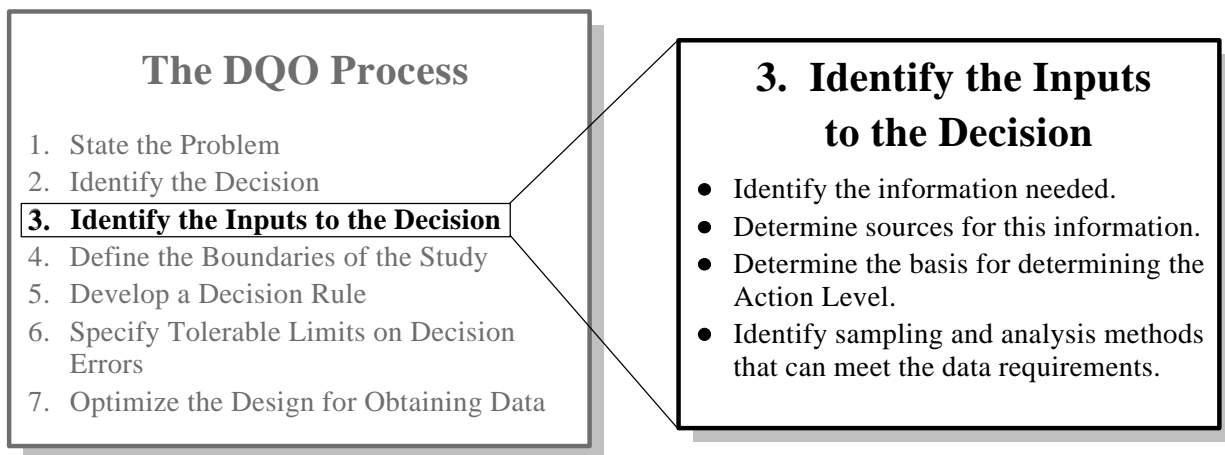 The DQO Process
1. State the Problem
2. Identify the Decision
3. Identify the Inputs to the Decision
4. Define the Boundaries of the Study
5. Develop a Decision Rule
6. Specify Tolerable Limits on Decision
Errors
7. Optimize the Design for Obtaining Data
3. Identify the Inputs
to the Decision
● Identify the information needed.
● Determine sources for this information.
● Determine the basis for determining the
Action Level.
● Identify sampling and analysis methods
that can meet the data requirements.